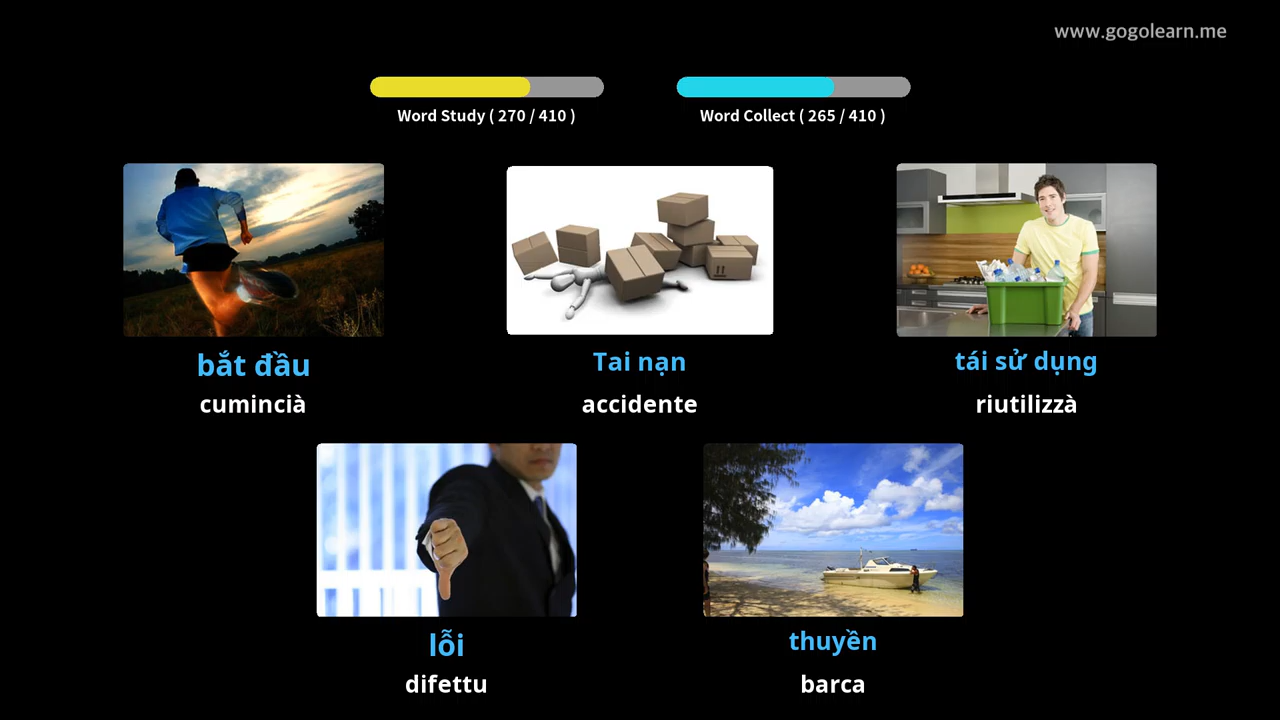 www.gogolearn.me
Word Study ( 270 / 410 )
Word Collect ( 265 / 410 )
bắt đầu
cumincià
Tai nạn
accidente
tái sử dụng
riutilizzà
lỗi
difettu
thuyền
barca